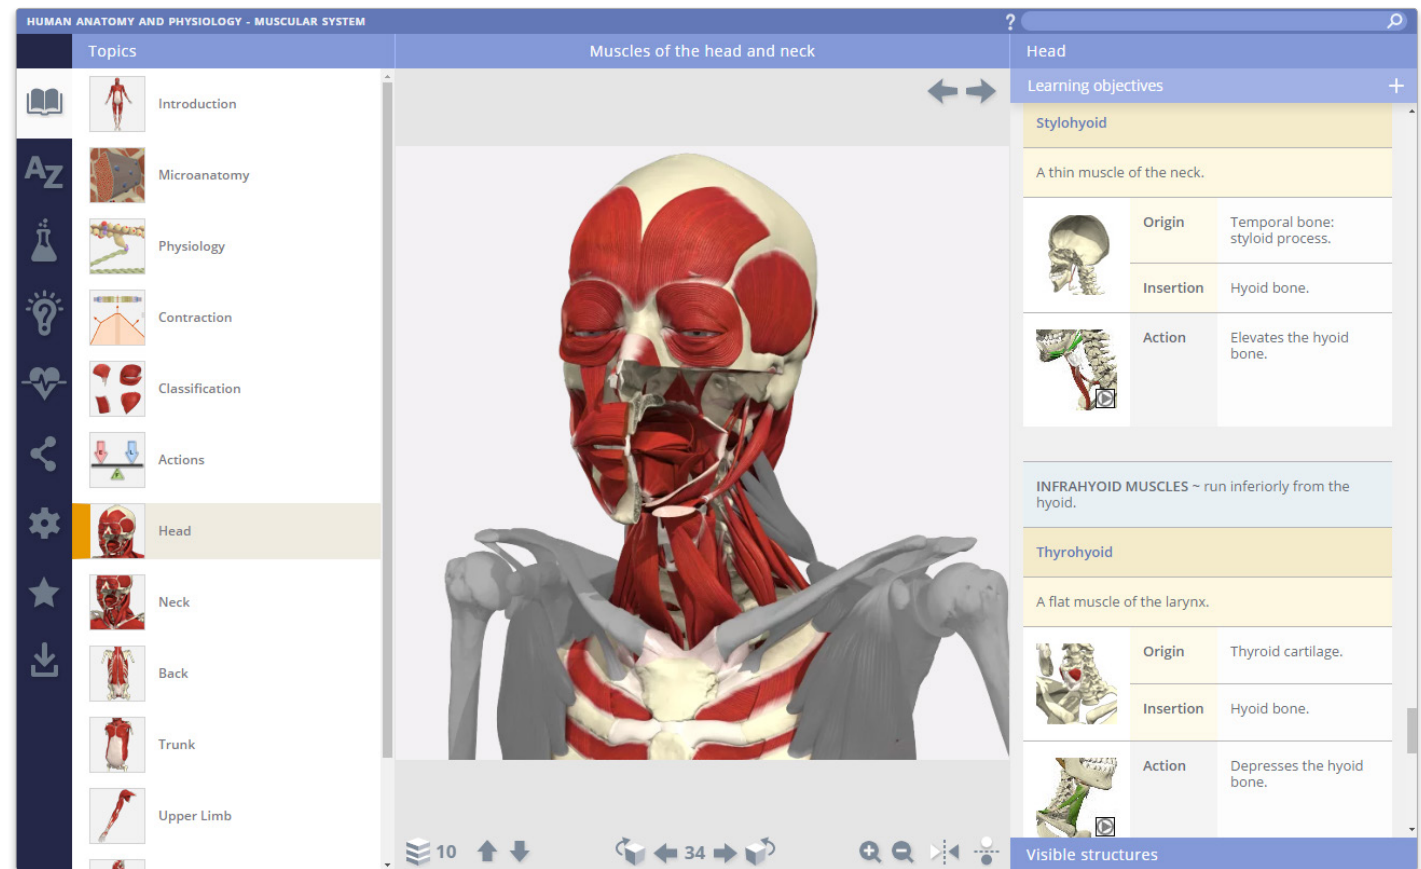 HUMAN ANATOMY AND PHYSIOLOGY - MUSCULAR SYSTEM
?
Topics
Muscles of the head and neck
Head
Learning objectives
+
AZ
Introduction
Microanatomy
Physiology
Contraction
Classification
Actions
Head
Neck
Back
Trunk
Upper Limb
10
34
Stylohyoid
A thin muscle of the neck.
Origin
Temporal bone:
styloid process.
Insertion
Hyoid bone.
Action
Elevates the hyoid
bone.
INFRAHYOID MUSCLES ~ run inferiorly from the
hyoid.
Thyrohyoid
A flat muscle of the larynx.
Origin
Thyroid cartilage.
Insertion
Hyoid bone.
Action
Depresses the hyoid
bone.
Visible structures